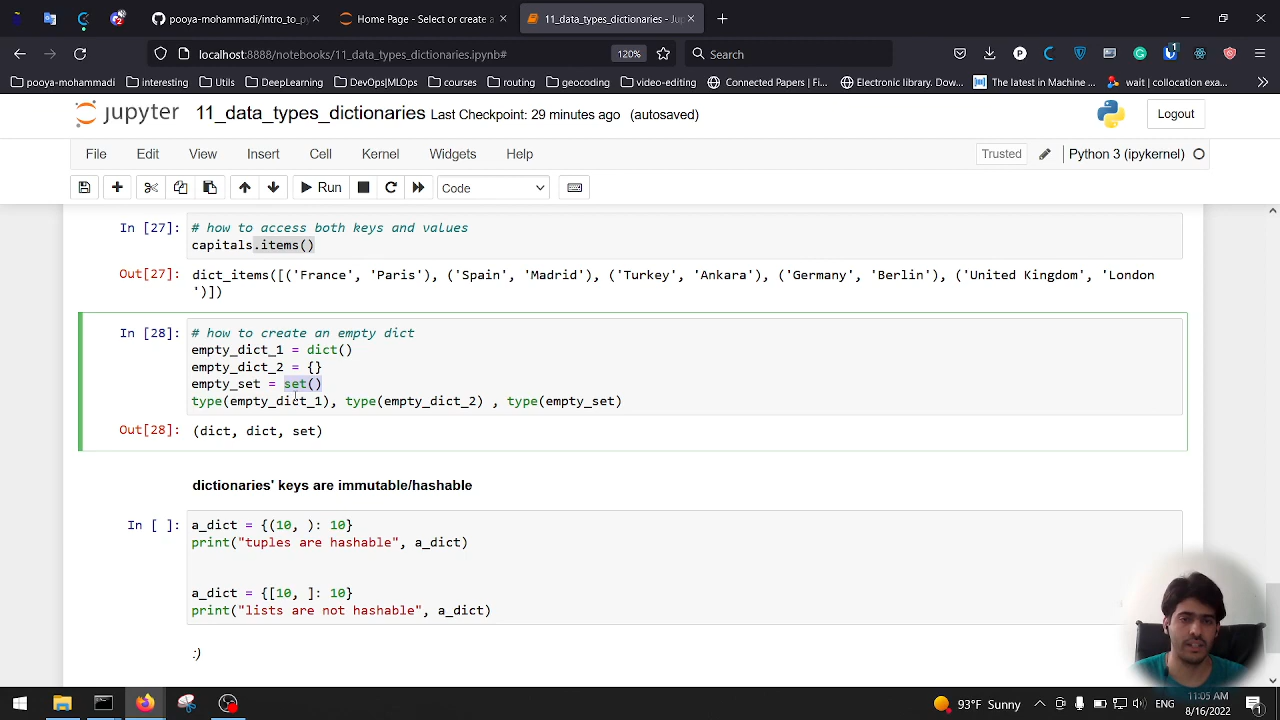 pooya-mohammadi/intro_to_py
Home Page - Select or create a
11_data_types_dictionaries - Jup
localhost:8888/notebooks/11_data_types_dictionaries.ipynb#
120%
Search
pooya-mohammadi
interesting
Utils
DeepLearning
DevOps|MLOps
courses
routing
geocoding
video-editing
Connected Papers | Fi…
Electronic library. Dow…
The latest in Machine …
wait | collocation exa…
jupyter 11_data_types_dictionaries Last Checkpoint: 29 minutes ago (autosaved)
Logout
File Edit View Insert Cell Kernel Widgets Help
Trusted
Python 3 (ipykernel)
Run
Code
In [27]: # how to access both keys and values
capitals.items()
Out[27]: dict_items([('France', 'Paris'), ('Spain', 'Madrid'), ('Turkey', 'Ankara'), ('Germany', 'Berlin'), ('United Kingdom', 'London
')])
In [28]: # how to create an empty dict
empty_dict_1 = dict()
empty_dict_2 = {}
empty_set = set()
type(empty_dict_1), type(empty_dict_2) , type(empty_set)
Out[28]: (dict, dict, set)
dictionaries' keys are immutable/hashable
In [ ]: a_dict = {(10, ): 10}
print("tuples are hashable", a_dict)
a_dict = {[10, ]: 10}
print("lists are not hashable", a_dict)
:)
93°F Sunny
ENG
11:05 AM
8/16/2022